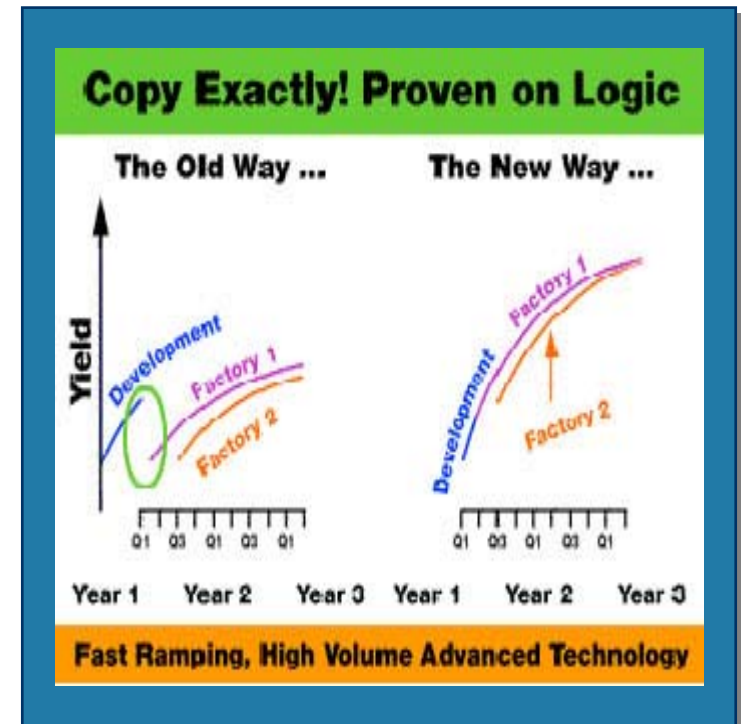 Copy Exactly! Proven on Logic
The Old Way ...
The New Way ...
Yield
Development
Factory 1
Factory 2
Q1 Q3 Q1 Q3 Q1
Year 1 Year 2 Year 3
Development
Factory 1
Factory 2
Q1 Q3 Q1 Q3 Q1
Year 1 Year 2 Year 3
Fast Ramping, High Volume Advanced Technology